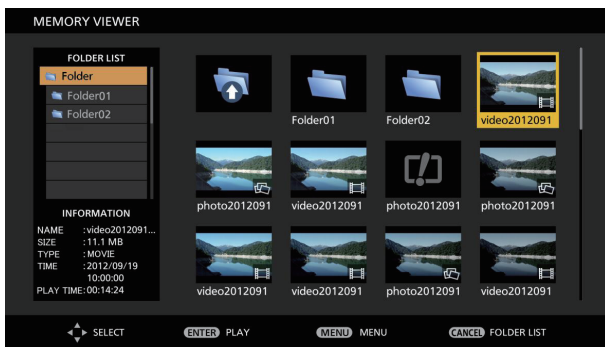 MEMORY VIEWER
FOLDER LIST
Folder
Folder01
Folder02
INFORMATION
NAME :video2012091...
SIZE :11.1 MB
TYPE :MOVIE
TIME :2012/09/19
10:00:00
PLAY TIME:00:14:24
Folder01 Folder02 video2012091
photo2012091 video2012091 photo2012091 photo2012091
video2012091 video2012091 photo2012091 video2012091
SELECT ENTER PLAY MENU MENU CANCEL FOLDER LIST